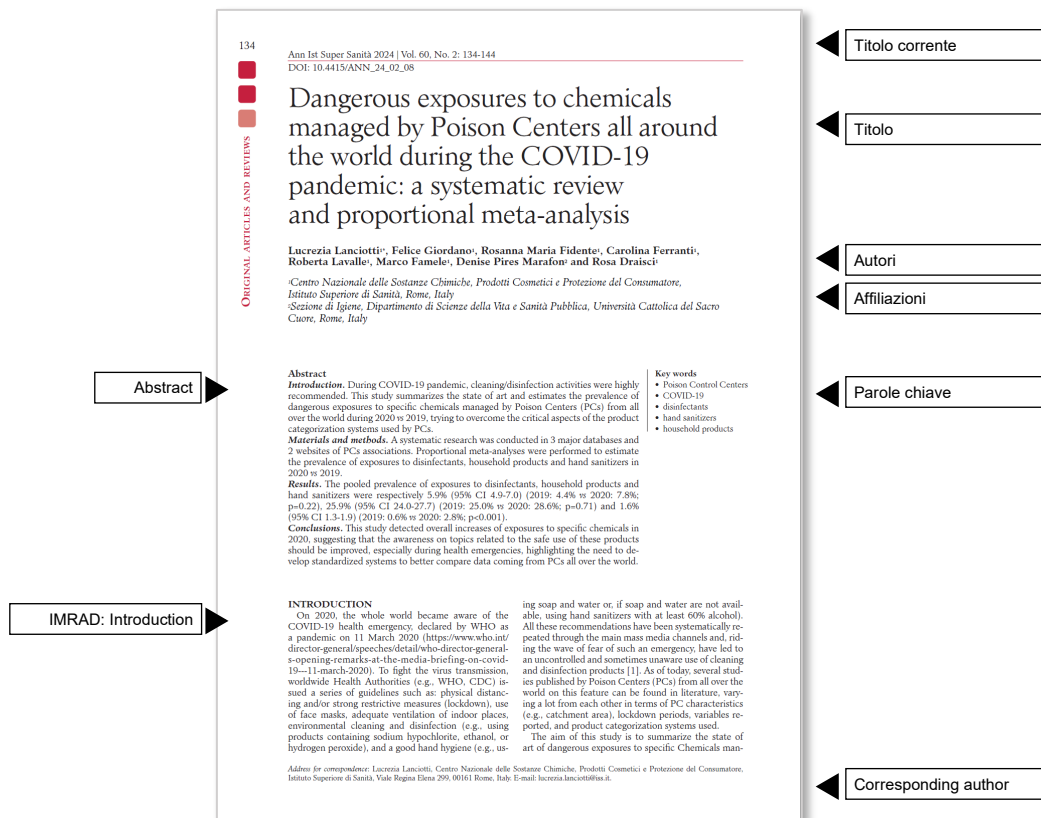 134
Ann Ist Super Sanità 2024 | Vol. 60, No. 2: 134-144
DOI: 10.4415/ANN_24_02_08
Titolo corrente
Dangerous exposures to chemicals
managed by Poison Centers all around
the world during the COVID-19
pandemic: a systematic review
and proportional meta-analysis
Titolo
Original articles and reviews
Lucrezia Lanciotti¹*, Felice Giordano¹, Rosanna Maria Fidente¹, Carolina Ferranti¹,
Roberta Lavalle¹, Marco Famele¹, Denise Pires Marafon² and Rosa Draisci¹
Autori
¹Centro Nazionale delle Sostanze Chimiche, Prodotti Cosmetici e Protezione del Consumatore,
Istituto Superiore di Sanità, Rome, Italy
²Sezione di Igiene, Dipartimento di Scienze della Vita e Sanità Pubblica, Università Cattolica del Sacro
Cuore, Rome, Italy
Affiliazioni
Abstract
Abstract
Introduction. During COVID-19 pandemic, cleaning/disinfection activities were highly
recommended. This study summarizes the state of art and estimates the prevalence of
dangerous exposures to specific chemicals managed by Poison Centers (PCs) from all
over the world during 2020 vs 2019, trying to overcome the critical aspects of the product
categorization systems used by PCs.
Materials and methods. A systematic research was conducted in 3 major databases and
2 websites of PCs associations. Proportional meta-analyses were performed to estimate
the prevalence of exposures to disinfectants, household products and hand sanitizers in
2020 vs 2019.
Results. The pooled prevalence of exposures to disinfectants, household products and
hand sanitizers were respectively 5.9% (95% CI 4.9-7.0) (2019: 4.4% vs 2020: 7.8%;
p=0.22), 25.9% (95% CI 24.0-27.7) (2019: 25.0% vs 2020: 28.6%; p=0.71) and 1.6%
(95% CI 1.3-1.9) (2019: 0.6% vs 2020: 2.8%; p<0.001).
Conclusions. This study detected overall increases of exposures to specific chemicals in
2020, suggesting that the awareness on topics related to the safe use of these products
should be improved, especially during health emergencies, highlighting the need to de-
velop standardized systems to better compare data coming from PCs all over the world.
Key words
• Poison Control Centers
• COVID-19
• disinfectants
• hand sanitizers
• household products
Parole chiave
IMRAD: Introduction
INTRODUCTION
On 2020, the whole world became aware of the
COVID-19 health emergency, declared by WHO as
a pandemic on 11 March 2020 (https://www.who.int/
director-general/speeches/detail/who-director-general-
s-opening-remarks-at-the-media-briefing-on-covid-
19---11-march-2020). To fight the virus transmission,
worldwide Health Authorities (e.g., WHO, CDC) is-
sued a series of guidelines such as: physical distanc-
ing and/or strong restrictive measures (lockdown), use
of face masks, adequate ventilation of indoor places,
environmental cleaning and disinfection (e.g., using
products containing sodium hypochlorite, ethanol, or
hydrogen peroxide), and a good hand hygiene (e.g., us-
ing soap and water or, if soap and water are not avail-
able, using hand sanitizers with at least 60% alcohol).
All these recommendations have been systematically re-
peated through the main mass media channels and, rid-
ing the wave of fear of such an emergency, have led to
an uncontrolled and sometimes unaware use of cleaning
and disinfection products [1]. As of today, several stud-
ies published by Poison Centers (PCs) from all over the
world on this feature can be found in literature, vary-
ing a lot from each other in terms of PC characteristics
(e.g., catchment area), lockdown periods, variables re-
ported, and product categorization systems used.
The aim of this study is to summarize the state of
art of dangerous exposures to specific Chemicals man-
Address for correspondence: Lucrezia Lanciotti, Centro Nazionale delle Sostanze Chimiche, Prodotti Cosmetici e Protezione del Consumatore,
Istituto Superiore di Sanità, Viale Regina Elena 299, 00161 Rome, Italy. E-mail: lucrezia.lanciotti@iss.it.
Corresponding author